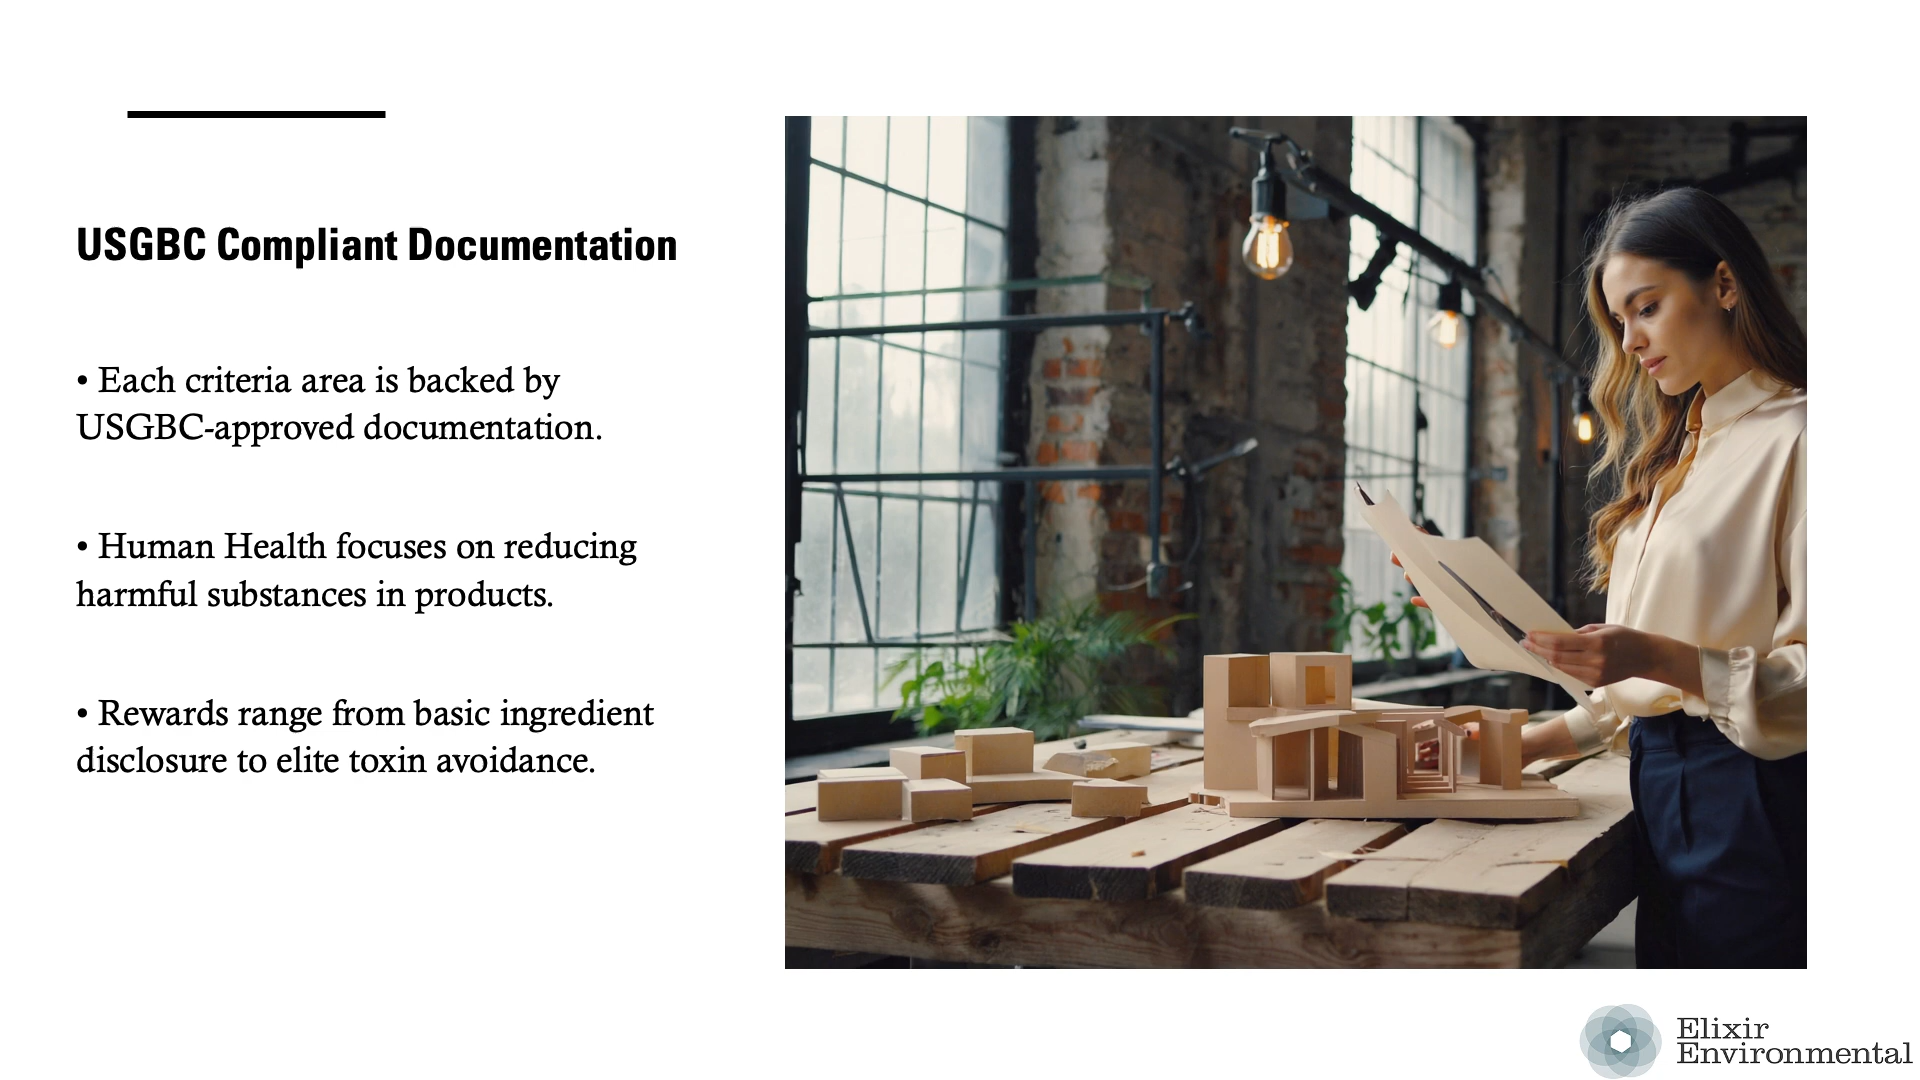 USGBC Compliant Documentation
• Each criteria area is backed by
USGBC-approved documentation.
• Human Health focuses on reducing
harmful substances in products.
• Rewards range from basic ingredient
disclosure to elite toxin avoidance.
Elixir
Environmental